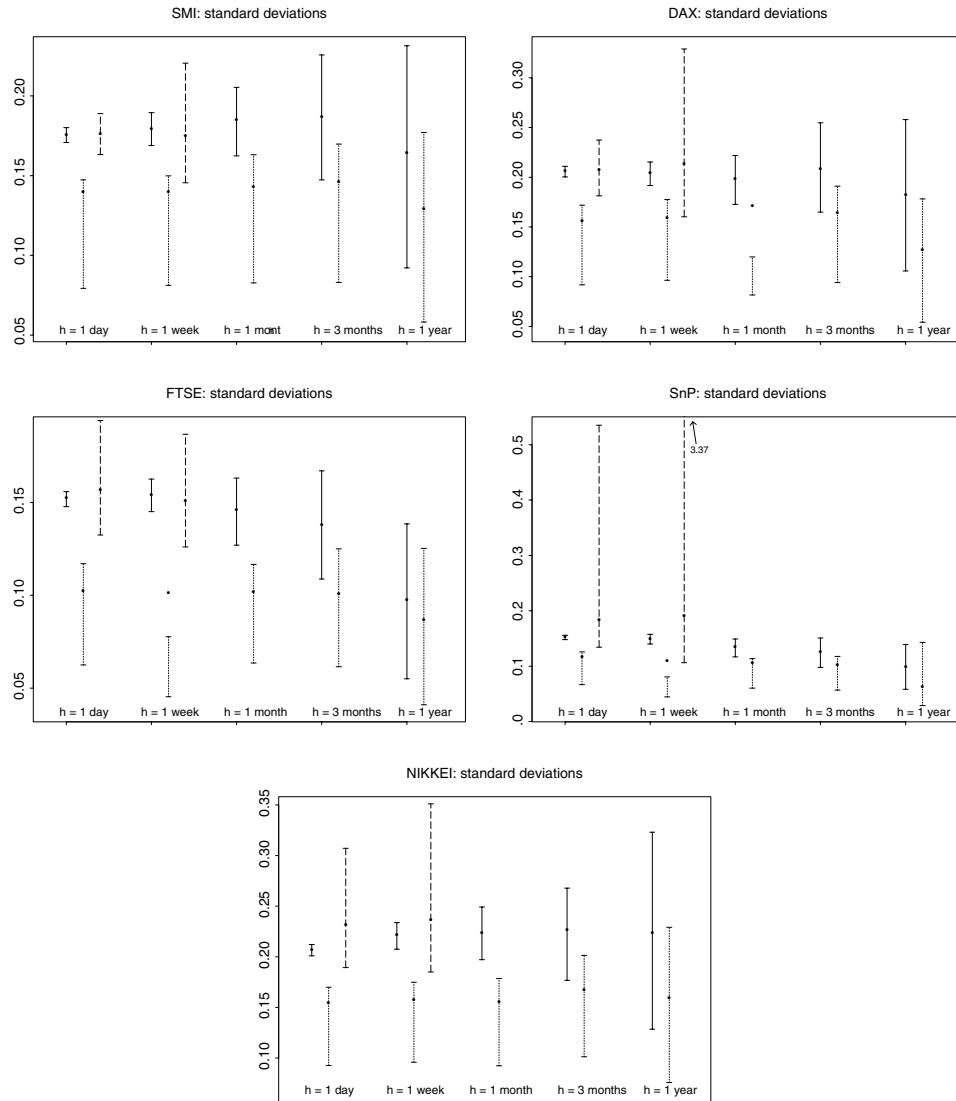 SMI: standard deviations
0.20
0.15
0.10
0.05
h = 1 day h = 1 week h = 1 mont h = 3 months h = 1 year
DAX: standard deviations
0.30
0.25
0.20
0.15
0.10
0.05
h = 1 day h = 1 week h = 1 month h = 3 months h = 1 year
FTSE: standard deviations
0.15
0.10
0.05
h = 1 day h = 1 week h = 1 month h = 3 months h = 1 year
SnP: standard deviations
3.37
0.5
0.4
0.3
0.2
0.1
.0
h = 1 day h = 1 week h = 1 month h = 3 months h = 1 year
NIKKEI: standard deviations
0.35
0.30
0.25
0.20
0.15
0.10
h = 1 day h = 1 week h = 1 month h = 3 months h = 1 year